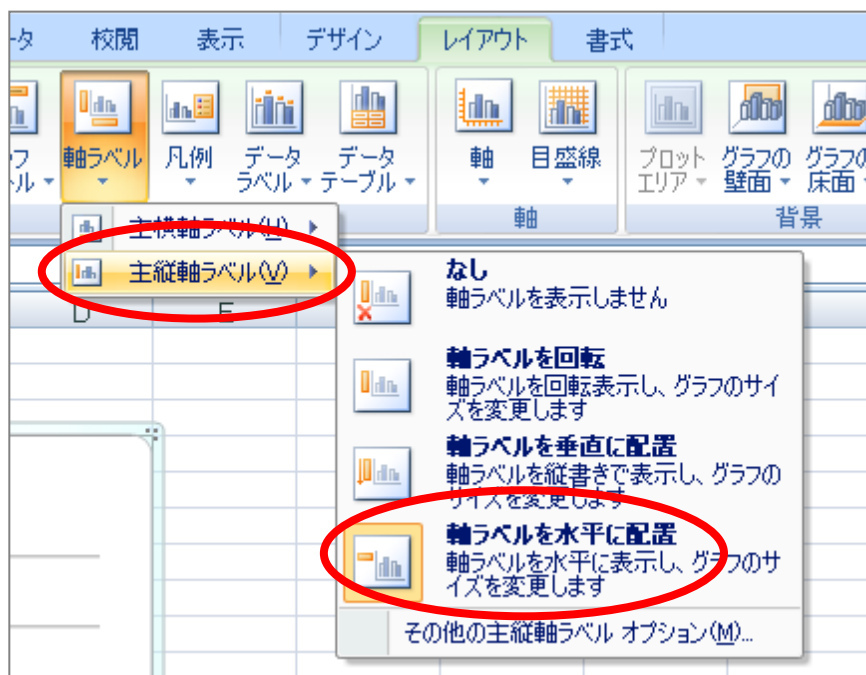 タ 校閲 表示 デザイン レイアウト 書式
フ 軸ラベル 凡例 データ データ 軸 目盛線 プロット グラフの グラフの
ル ラベル テーブル エリア 壁面 床面
軸 背景
主横軸ラベル(H)
主縦軸ラベル(V)
D E
なし
軸ラベルを表示しません
軸ラベルを回転
軸ラベルを回転表示し、グラフのサイ
ズを変更します
軸ラベルを垂直に配置
軸ラベルを縦書きで表示し、グラフの
サイズを変更します
軸ラベルを水平に配置
軸ラベルを水平に表示し、グラフのサ
イズを変更します
その他の主縦軸ラベル オプション(M)...